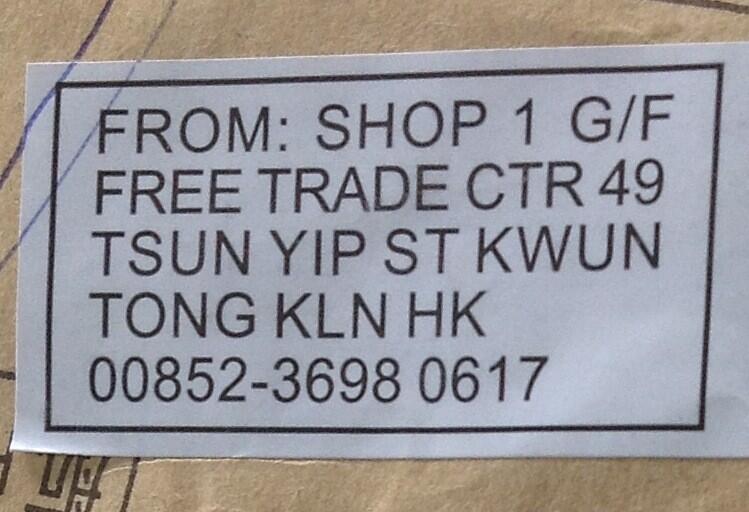 FROM: SHOP 1 G/F
FREE TRADE CTR 49
TSUN YIP ST KWUN
TONG KLN HK
00852-3698 0617